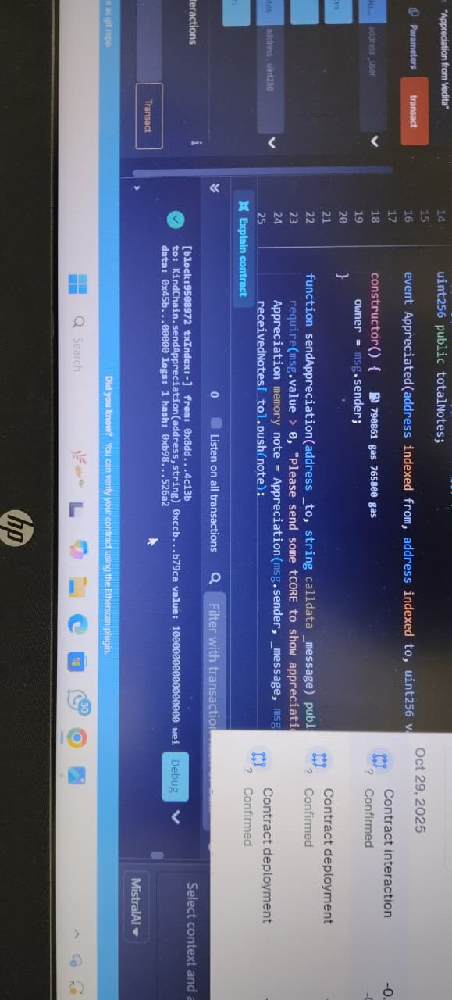 "Appreciation from Vedita"
Parameters
transact
address _user
address , uint256
teractions
i
Transact
e as git repo
14 uint256 public totalNotes;
15
16 event Appreciated(address indexed from, address indexed to, uint256 v
17
18 constructor() { 790861 gas 765800 gas
19 owner = msg.sender;
20 }
21
22 function sendAppreciation(address _to, string calldata _message) publ
23 require(msg.value > 0, "Please send some tCORE to show appreciati
24 Appreciation memory note = Appreciation(msg.sender, _message, msg
25 receivedNotes[_to].push(note);
Explain contract
0 Listen on all transactions Filter with transaction
[block:9508972 txIndex:-] from: 0x8dd...4c13b
to: KindChain.sendAppreciation(address,string) 0xccb...b79ca value: 
wei
data: 0x45b...00000 logs: 1 hash: 0xb98...526a2
Debug
Oct 29, 2025
Contract interaction
Confirmed
-0.
Contract deployment
Confirmed
Contract deployment
Confirmed
Select context and a
MistralAI
Did you know? You can verify your contract using the Etherscan plugin.
Search
30
hp